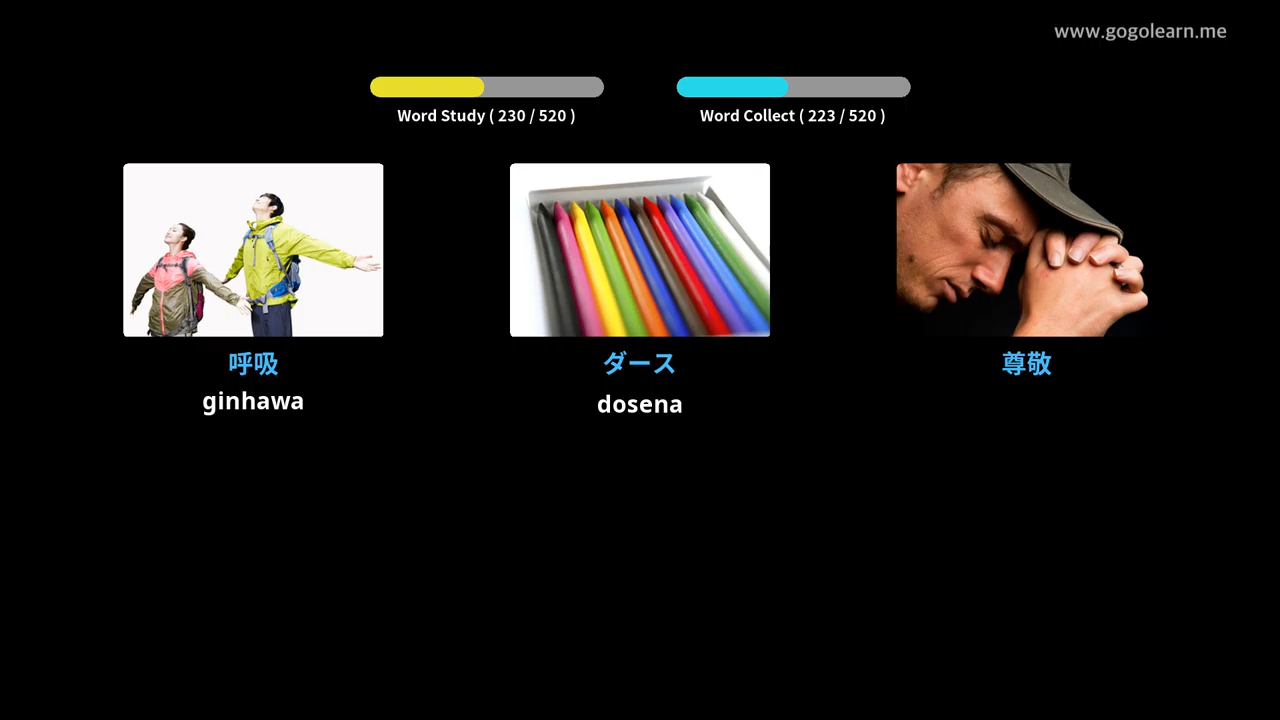 www.gogolearn.me
Word Study ( 230 / 520 )
Word Collect ( 223 / 520 )
呼吸
ginhawa
ダース
dosena
尊敬